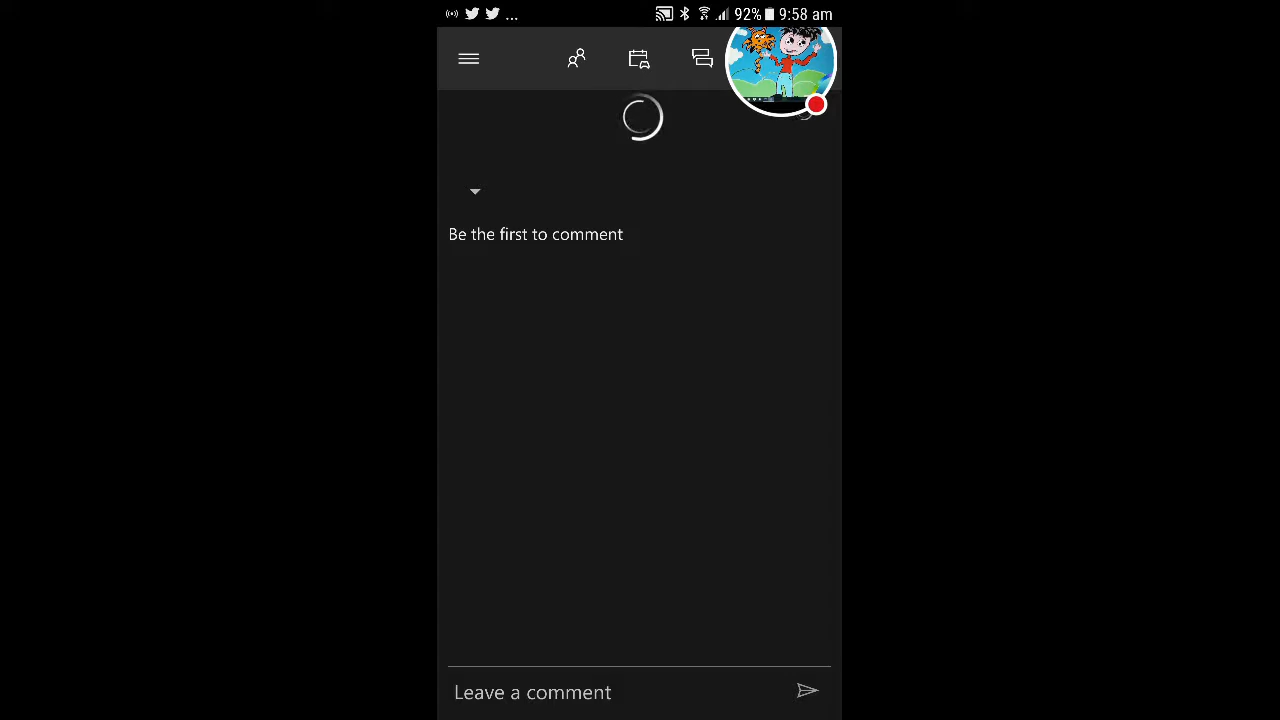 ... 92% 9:58 am
Be the first to comment
Leave a comment